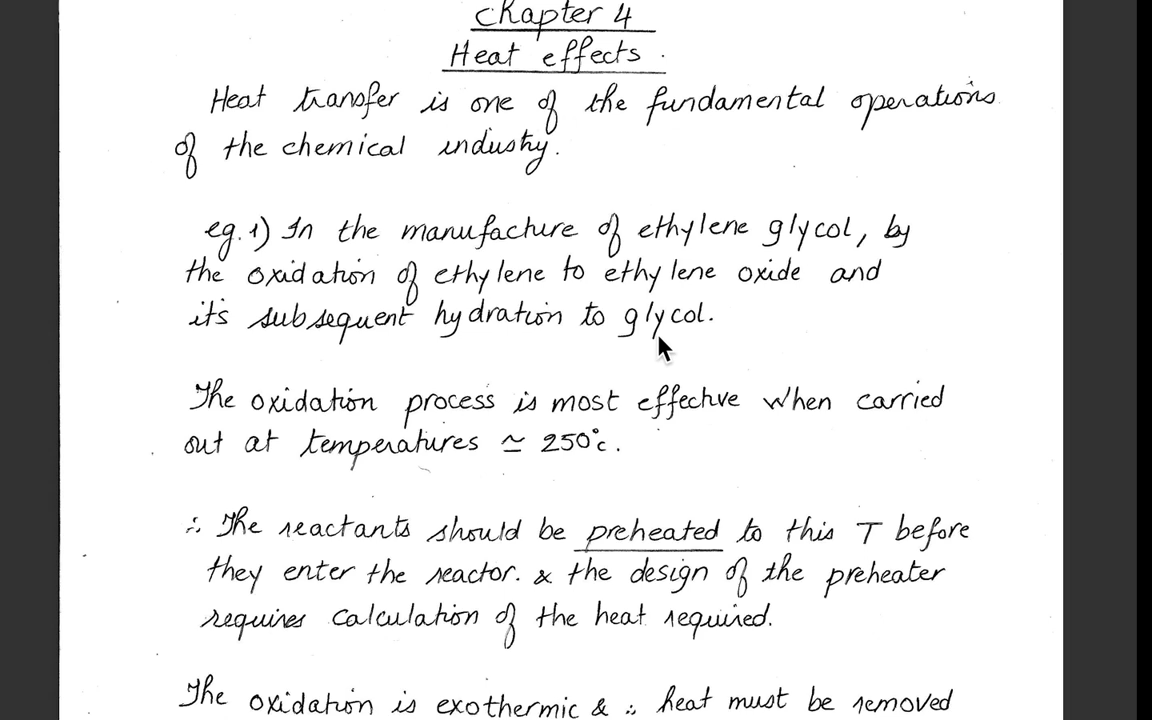 Chapter 4
Heat effects.
Heat transfer is one of the fundamental operations
of the chemical industry.
eg. 1) In the manufacture of ethylene glycol, by
the oxidation of ethylene to ethylene oxide and
it's subsequent hydration to glycol.
The oxidation process is most effective when carried
out at temperatures ≃ 250°c.
∴ The reactants should be preheated to this T before
they enter the reactor. & the design of the preheater
requires calculation of the heat required.
The oxidation is exothermic & ∴ heat must be removed